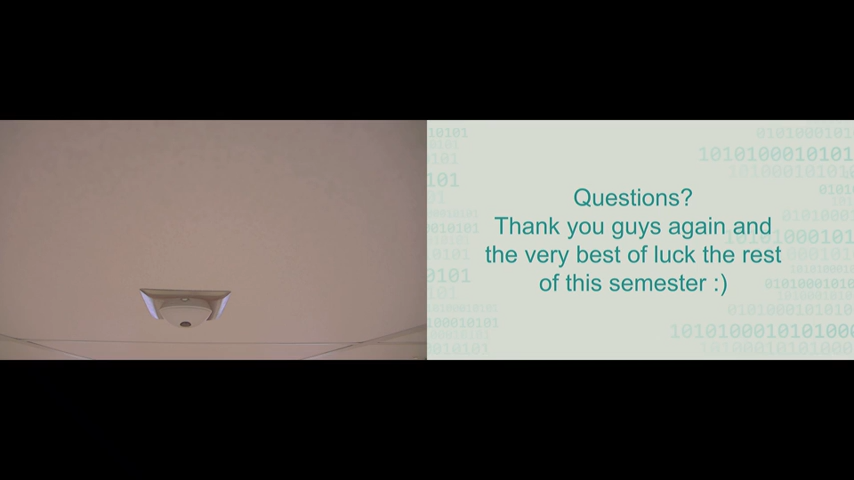 Questions?
Thank you guys again and
the very best of luck the rest
of this semester :)